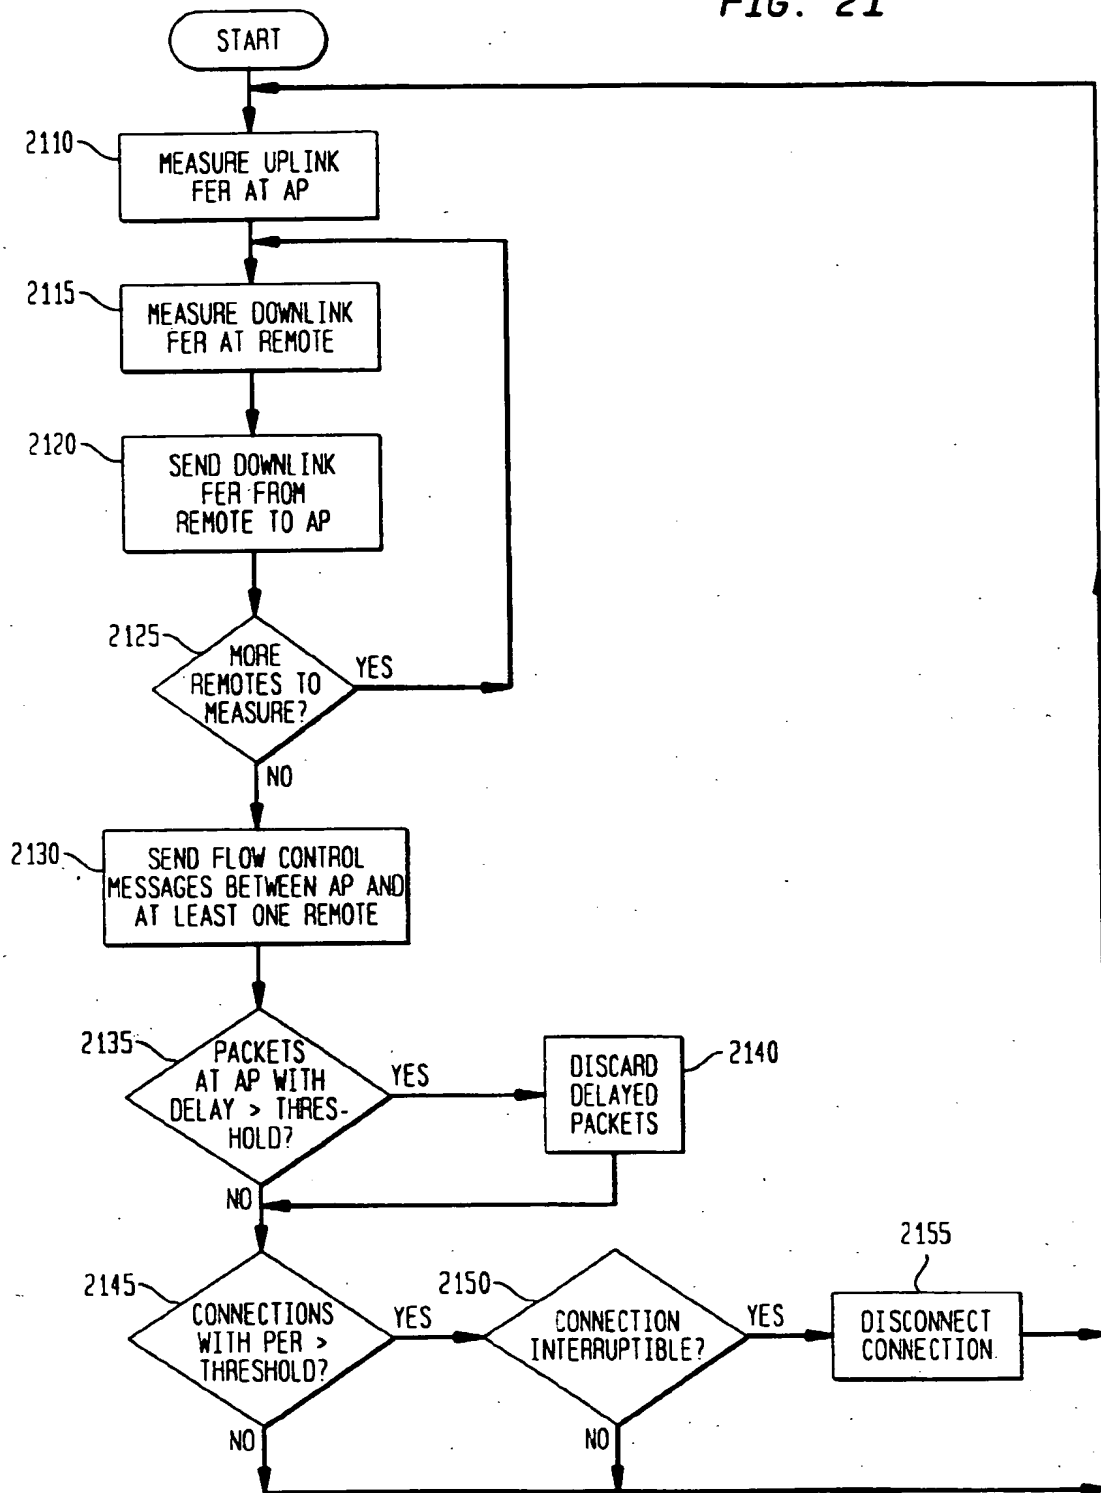 FIG. 21
START
2110
MEASURE UPLINK
FER AT AP
2115
MEASURE DOWNLINK
FER AT REMOTE
2120
SEND DOWNLINK
FER FROM
REMOTE TO AP
2125
MORE
REMOTES TO
MEASURE?
YES
NO
2130
SEND FLOW CONTROL
MESSAGES BETWEEN AP AND
AT LEAST ONE REMOTE
2135
PACKETS
AT AP WITH
DELAY > THRES-
HOLD?
YES
2140
DISCARD
DELAYED
PACKETS
NO
2145
CONNECTIONS
WITH PER >
THRESHOLD?
YES
2150
CONNECTION
INTERRUPTIBLE?
YES
2155
DISCONNECT
CONNECTION
NO
NO